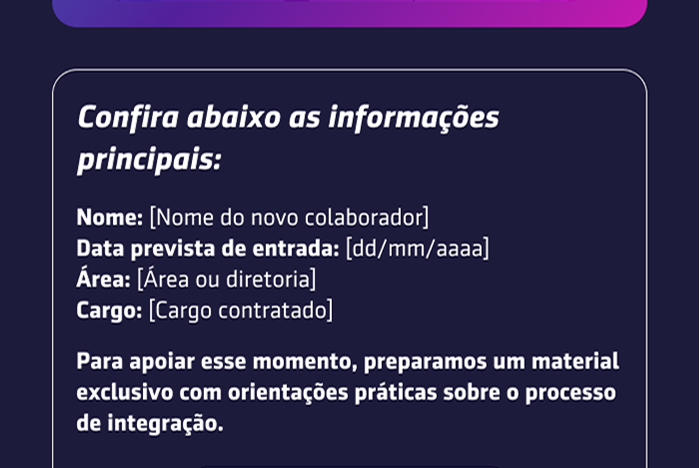 Confira abaixo as informações
principais:
Nome: [Nome do novo colaborador]
Data prevista de entrada: [dd/mm/aaaa]
Área: [Área ou diretoria]
Cargo: [Cargo contratado]
Para apoiar esse momento, preparamos um material
exclusivo com orientações práticas sobre o processo
de integração.